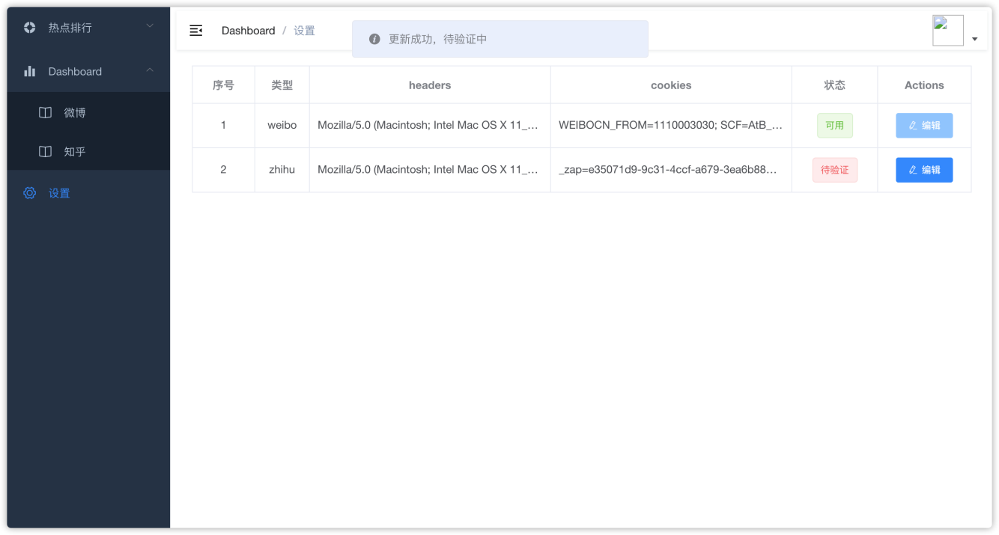 热点排行
Dashboard
微博
知乎
设置
Dashboard / 设置
更新成功，待验证中
序号 类型 headers cookies 状态 Actions
1 weibo Mozilla/5.0 (Macintosh; Intel Mac OS X 11_... WEIBOCN_FROM=1110003030; SCF=AtB_... 可用 编辑
2 zhihu Mozilla/5.0 (Macintosh; Intel Mac OS X 11_... _zap=e35071d9-9c31-4ccf-a679-3ea6b88... 待验证 编辑